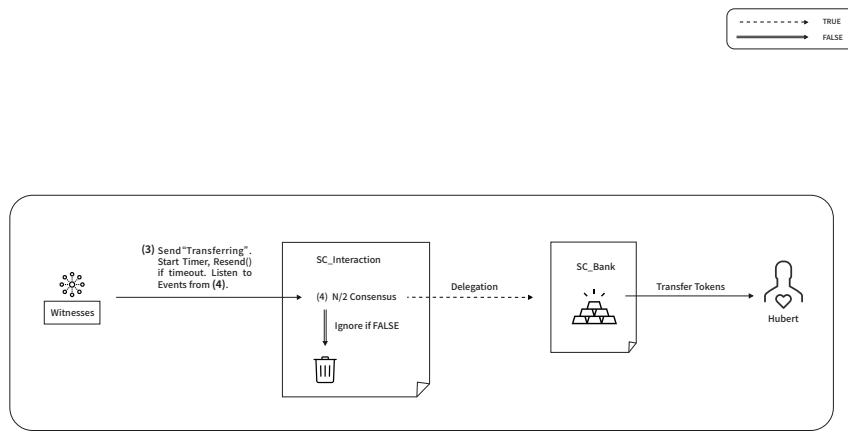 TRUE
FALSE
(3) Send "Transferring".
Start Timer, Resend()
if timeout. Listen to
Events from (4).
Witnesses
SC_Interaction
(4) N/2 Consensus
Ignore if FALSE
Delegation
SC_Bank
Transfer Tokens
Hubert